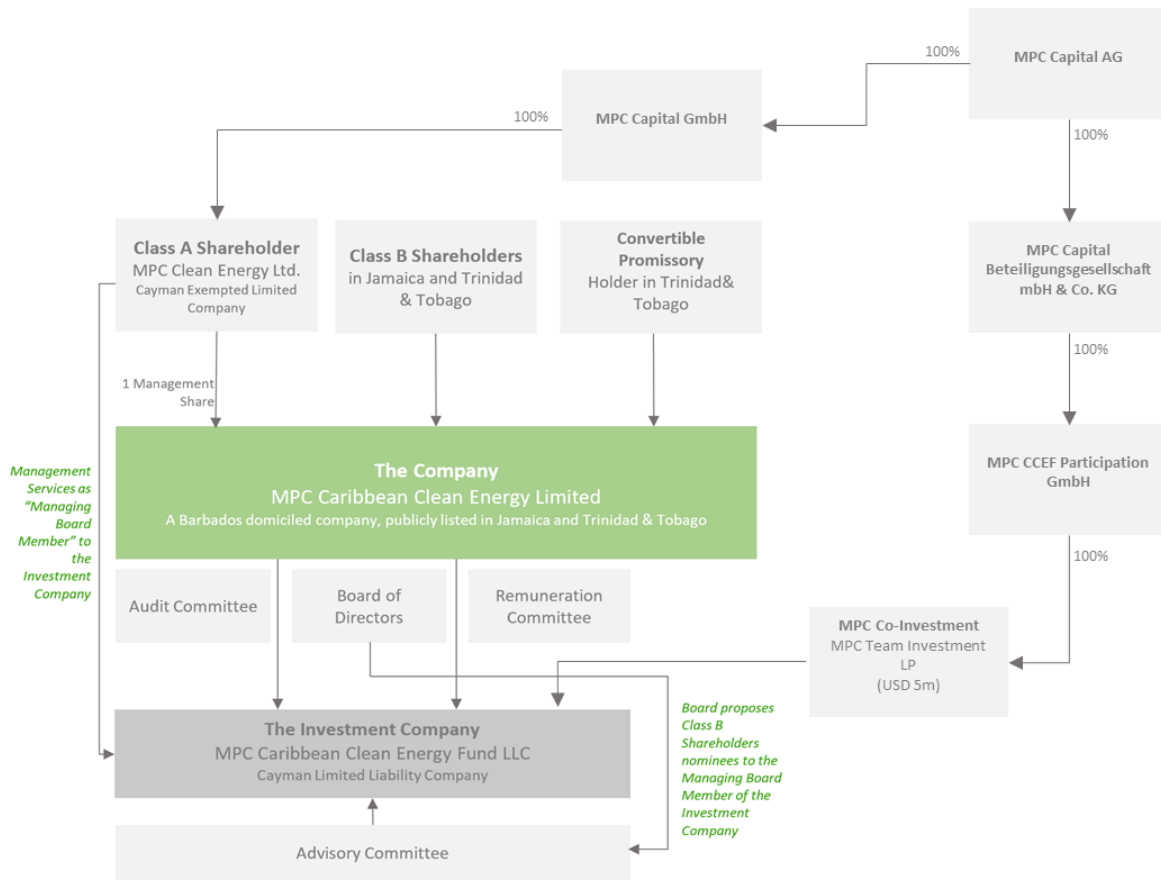 MPC Capital AG
100%
100%
MPC Capital GmbH
100%
Class A Shareholder
MPC Clean Energy Ltd.
Cayman Exempted Limited
Company
Class B Shareholders
in Jamaica and Trinidad
& Tobago
Convertible
Promissory
Holder in Trinidad&
Tobago
MPC Capital
Beteiligungsgesellschaft
mbH & Co. KG
100%
1 Management
Share
MPC CCEF Participation
GmbH
100%
The Company
MPC Caribbean Clean Energy Limited
A Barbados domiciled company, publicly listed in Jamaica and Trinidad & Tobago
Management
Services as
“Managing
Board
Member” to
the
Investment
Company
Audit Committee
Board of
Directors
Remuneration
Committee
MPC Co-Investment
MPC Team Investment
LP
(USD 5m)
The Investment Company
MPC Caribbean Clean Energy Fund LLC
Cayman Limited Liability Company
Board proposes
Class B
Shareholders
nominees to the
Managing Board
Member of the
Investment
Company
Advisory Committee